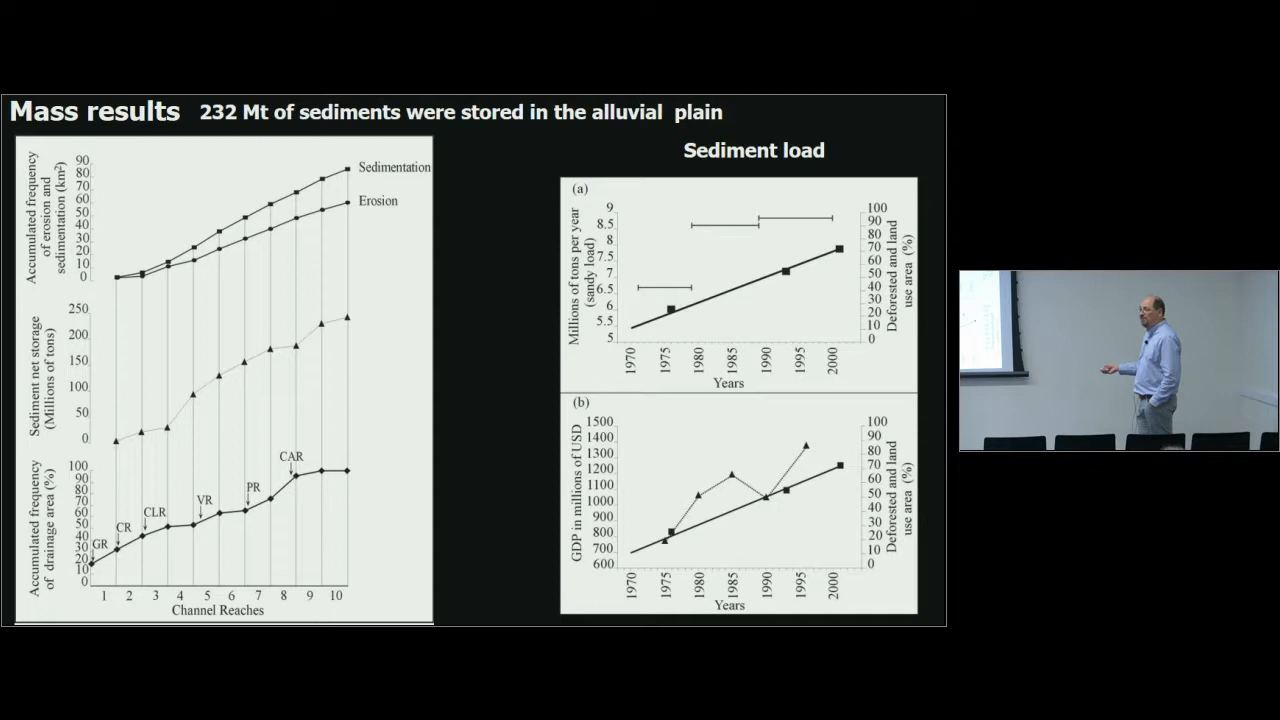 Mass results 232 Mt of sediments were stored in the alluvial plain
Accumulated frequency
of erosion and
sedimentation (km²)
90
80
70
60
50
40
30
20
10
0
Sedimentation
Erosion
Sediment net storage
(Millions of tons)
250
200
150
100
50
0
Accumulated frequency
of drainage area (%)
100
90
80
70
60
50
40
30
20
10
0
GR
CR
CLR
VR
PR
CAR
1 2 3 4 5 6 7 8 9 10
Channel Reaches
Sediment load
(a)
Millions of tons per year
(sandy load)
9
8.5
8
7.5
7
6.5
6
5.5
5
100
90
80
70
60
50
40
30
20
10
0
Deforested and land
use area (%)
1970 1975 1980 1985 1990 1995 2000
Years
(b)
GDP in millions of USD
1500
1400
1300
1200
1100
1000
900
800
700
600
100
90
80
70
60
50
40
30
20
10
0
Deforested and land
use area (%)
1970 1975 1980 1985 1990 1995 2000
Years